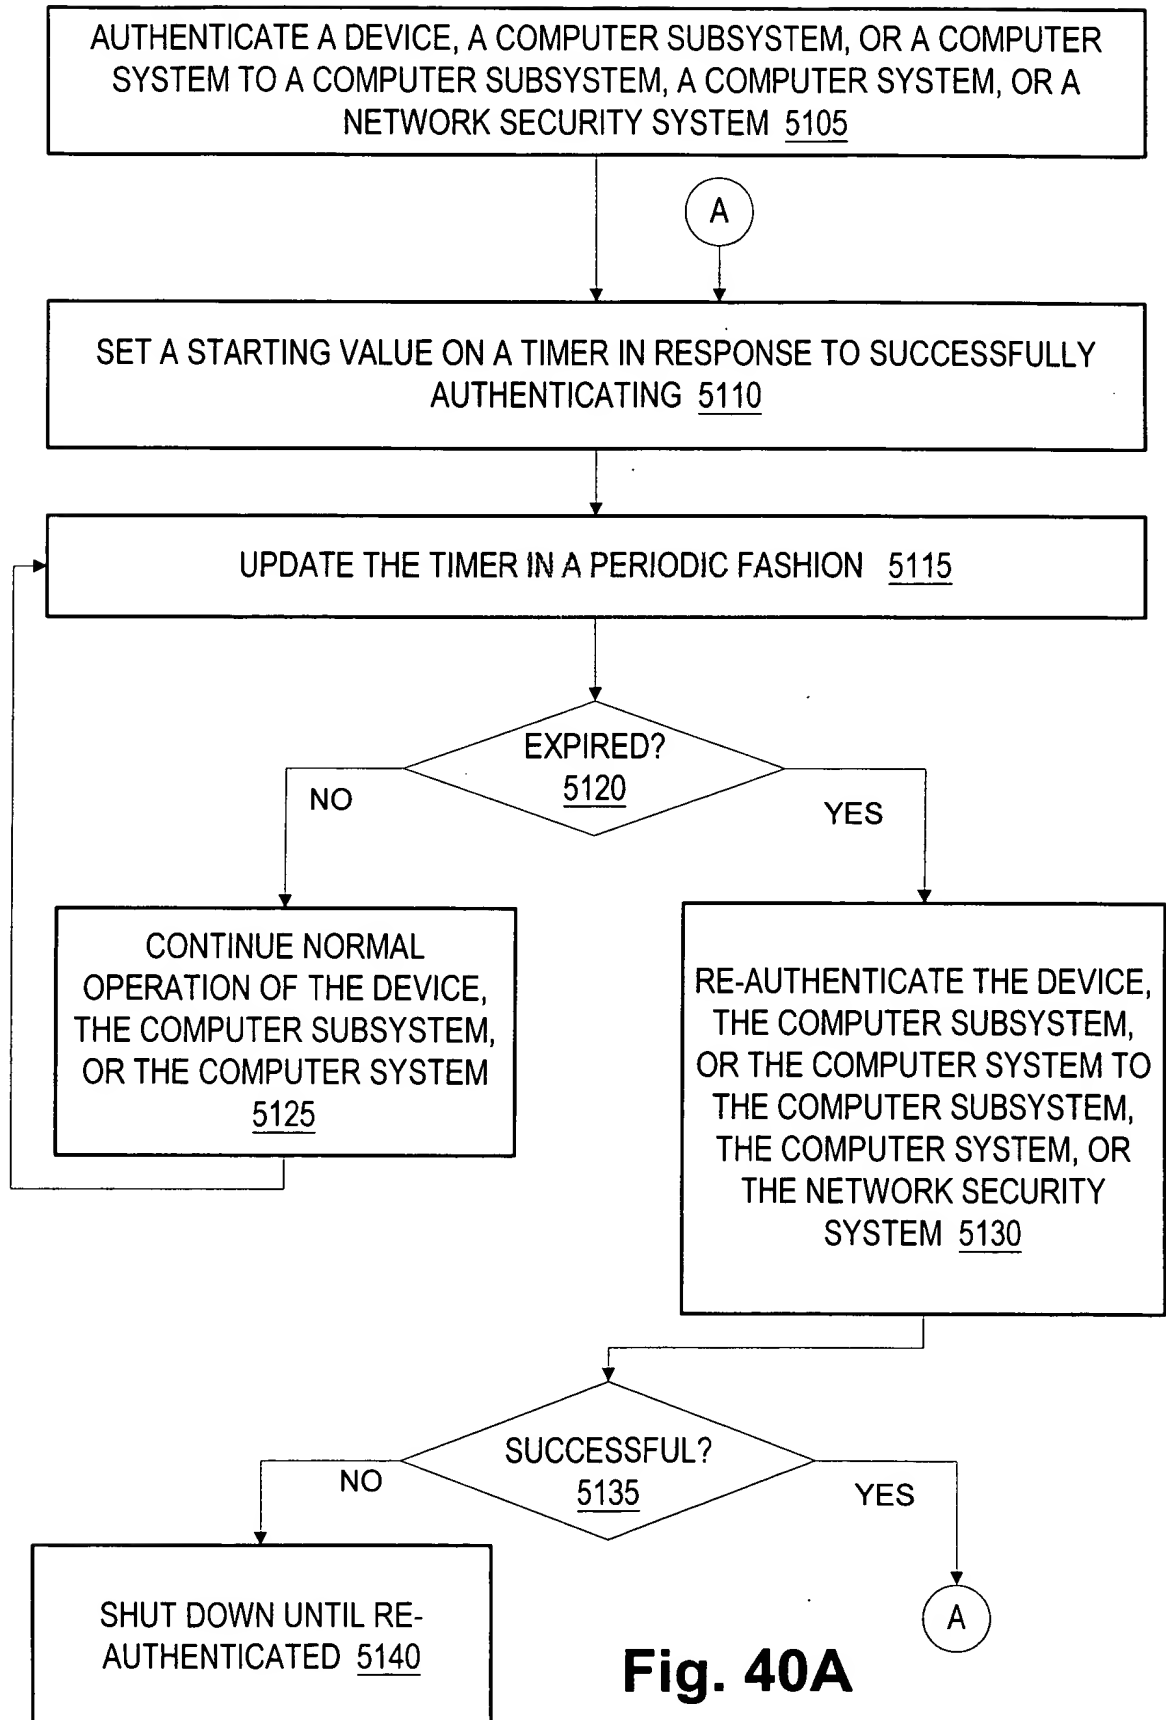 AUTHENTICATE A DEVICE, A COMPUTER SUBSYSTEM, OR A COMPUTER
SYSTEM TO A COMPUTER SUBSYSTEM, A COMPUTER SYSTEM, OR A
NETWORK SECURITY SYSTEM 5105
A
SET A STARTING VALUE ON A TIMER IN RESPONSE TO SUCCESSFULLY
AUTHENTICATING 5110
UPDATE THE TIMER IN A PERIODIC FASHION 5115
EXPIRED?
5120
NO
YES
CONTINUE NORMAL
OPERATION OF THE DEVICE,
THE COMPUTER SUBSYSTEM,
OR THE COMPUTER SYSTEM
5125
RE-AUTHENTICATE THE DEVICE,
THE COMPUTER SUBSYSTEM,
OR THE COMPUTER SYSTEM TO
THE COMPUTER SUBSYSTEM,
THE COMPUTER SYSTEM, OR
THE NETWORK SECURITY
SYSTEM 5130
SUCCESSFUL?
5135
NO
YES
SHUT DOWN UNTIL RE-
AUTHENTICATED 5140
A
Fig. 40A